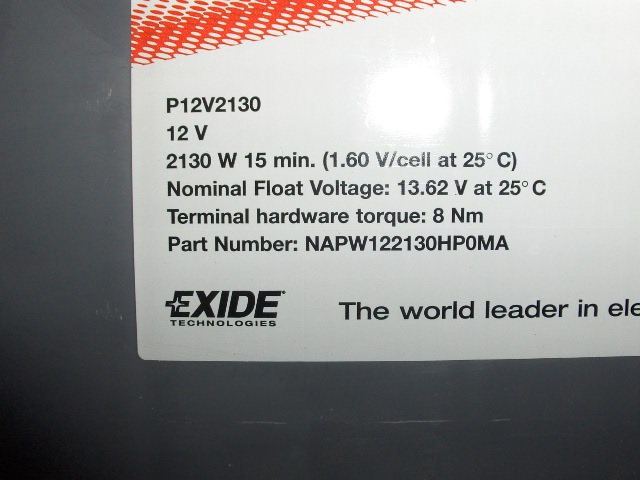 P12V2130
12 V
2130 W 15 min. (1.60 V/cell at 25°C)
Nominal Float Voltage: 13.62 V at 25°C
Terminal hardware torque: 8 Nm
Part Number: NAPW122130HP0MA
EXIDE
TECHNOLOGIES
The world leader in ele